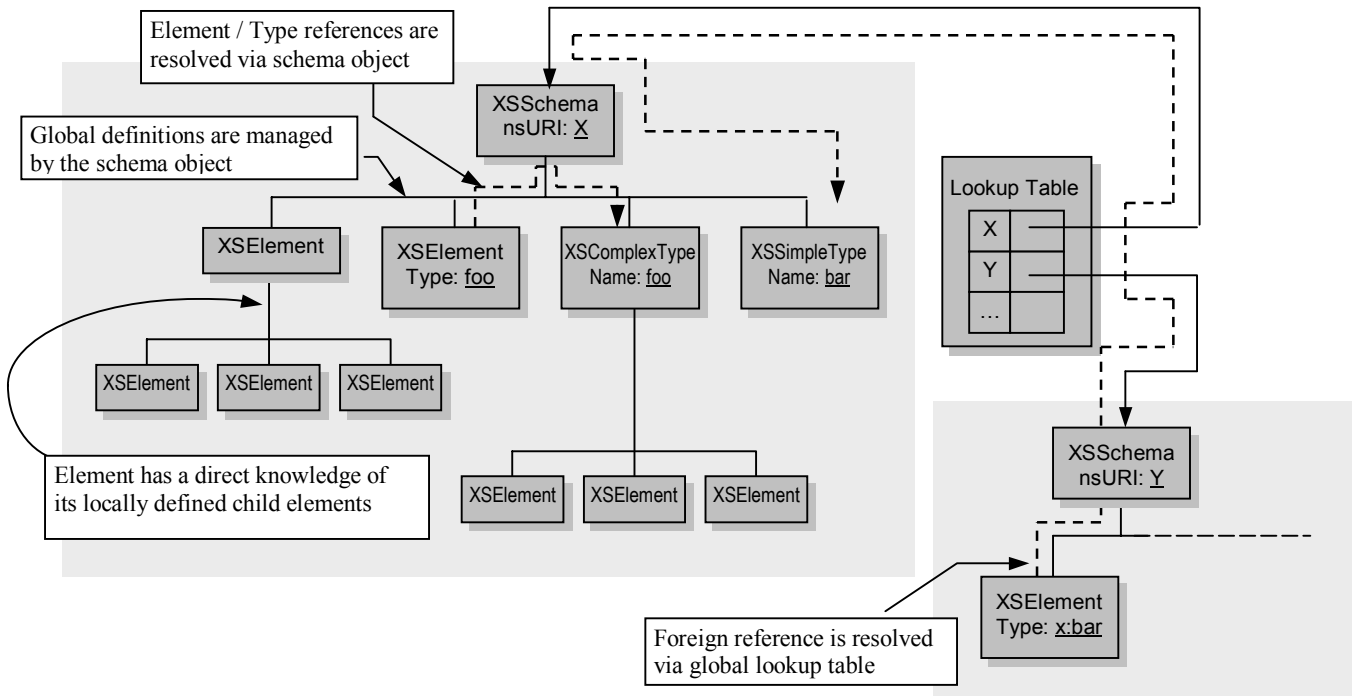 Element / Type references are
resolved via schema object
Global definitions are managed
by the schema object
XSSchema
nsURI: X
Lookup Table
X
Y
...
XSElement
XSElement
Type: foo
XSComplexType
Name: foo
XSSimpleType
Name: bar
XSElement
XSElement
XSElement
Element has a direct knowledge of
its locally defined child elements
XSElement
XSElement
XSElement
XSSchema
nsURI: Y
XSElement
Type: x:bar
Foreign reference is resolved
via global lookup table